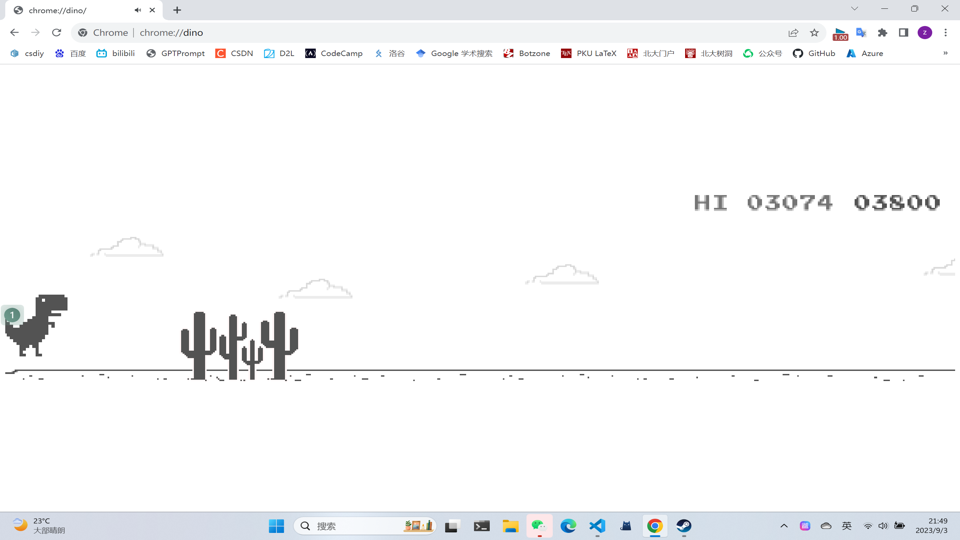 chrome://dino/
Chrome | chrome://dino
1.00
z
csdiy 百度 bilibili GPTPrompt CSDN D2L CodeCamp 洛谷 Google 学术搜索 Botzone PKU LaTeX 北大门户 北大树洞 公众号 GitHub Azure »
HI 03074 03800
1
23°C
大部晴朗
搜索
英
21:49
2023/9/3